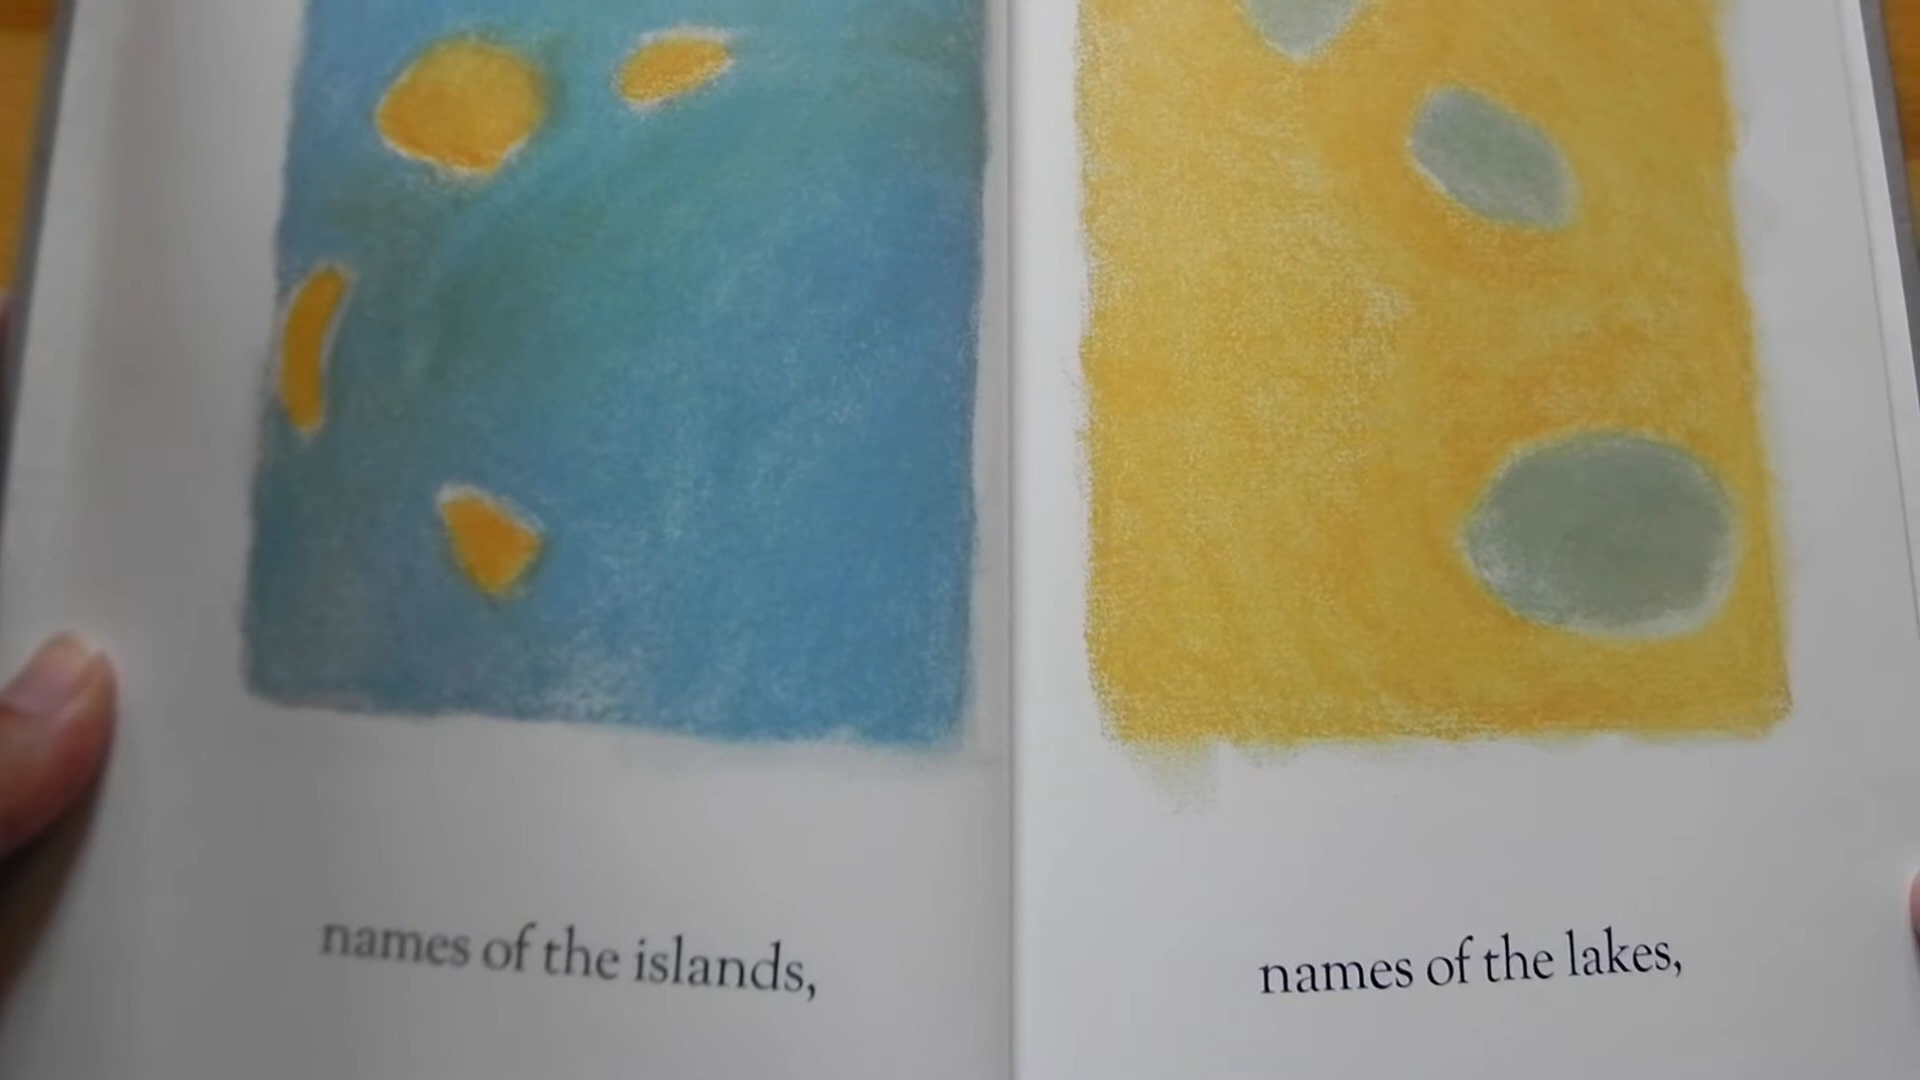 names of the islands,
names of the lakes,